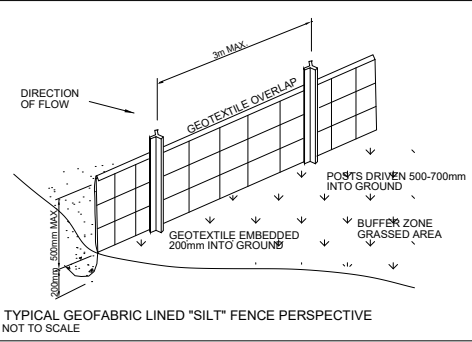 3m MAX.
DIRECTION
OF FLOW
GEOTEXTILE OVERLAP
POSTS DRIVEN 500-700mm
INTO GROUND
GEOTEXTILE EMBEDDED
200mm INTO GROUND
BUFFER ZONE
GRASSED AREA
500mm MAX.
200mm
TYPICAL GEOFABRIC LINED "SILT" FENCE PERSPECTIVE
NOT TO SCALE